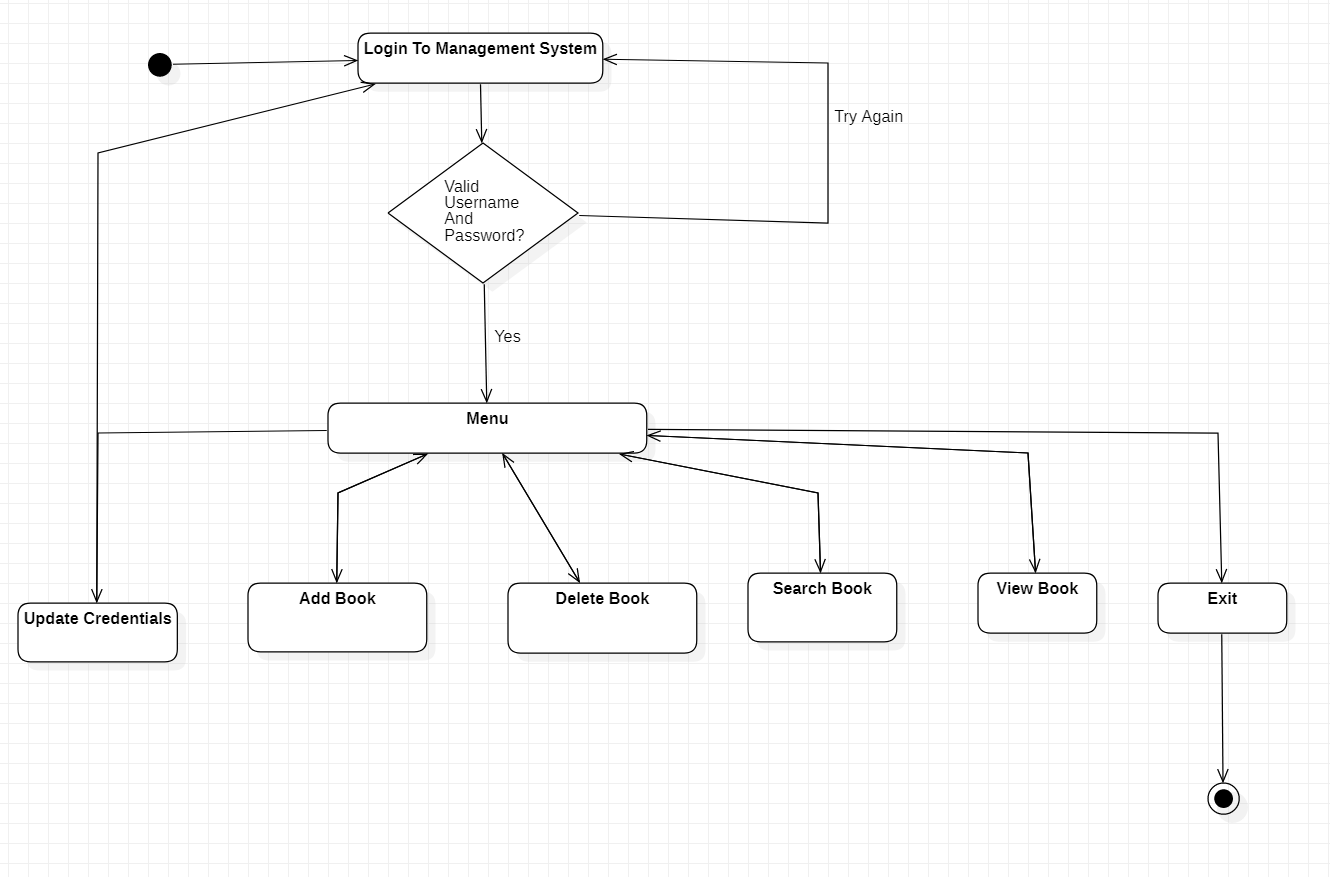 Login To Management System
Try Again
Valid
Username
And
Password?
Yes
Menu
Update Credentials
Add Book
Delete Book
Search Book
View Book
Exit